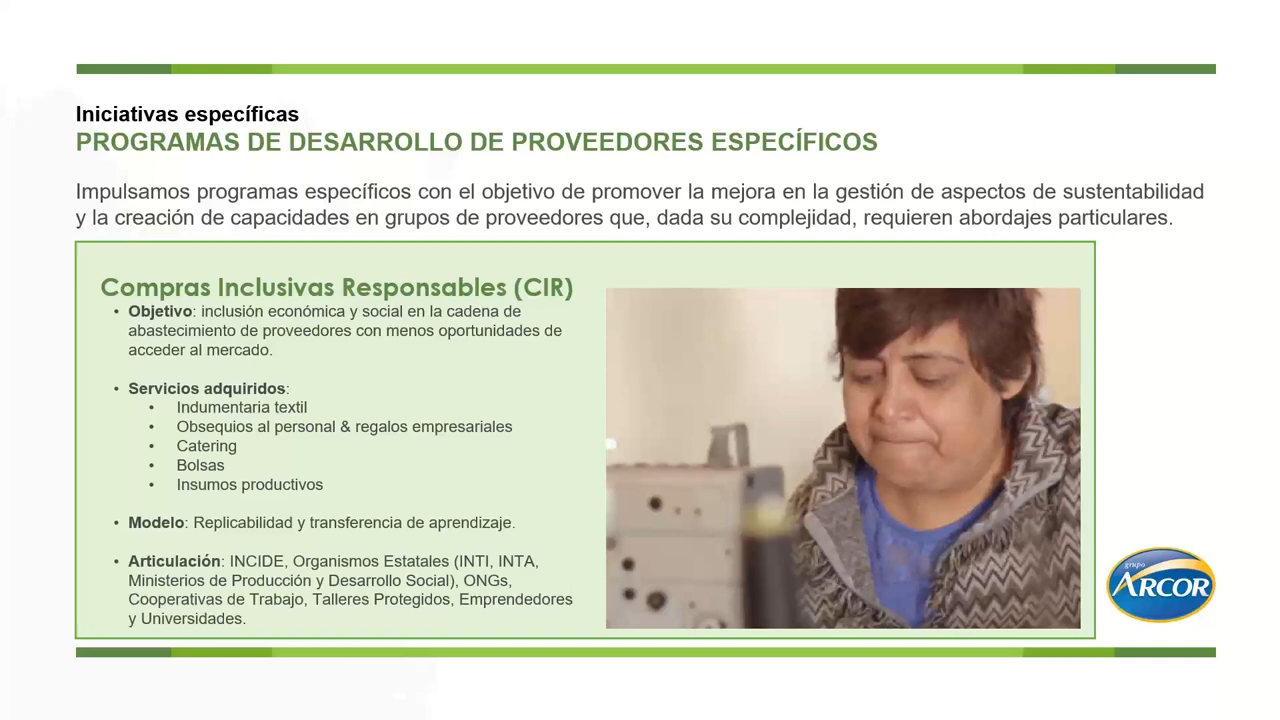 Iniciativas específicas
PROGRAMAS DE DESARROLLO DE PROVEEDORES ESPECÍFICOS
Impulsamos programas específicos con el objetivo de promover la mejora en la gestión de aspectos de sustentabilidad
y la creación de capacidades en grupos de proveedores que, dada su complejidad, requieren abordajes particulares.
Compras Inclusivas Responsables (CIR)
• Objetivo: inclusión económica y social en la cadena de
abastecimiento de proveedores con menos oportunidades de
acceder al mercado.
• Servicios adquiridos:
• Indumentaria textil
• Obsequios al personal & regalos empresariales
• Catering
• Bolsas
• Insumos productivos
• Modelo: Replicabilidad y transferencia de aprendizaje.
• Articulación: INCIDE, Organismos Estatales (INTI, INTA,
Ministerios de Producción y Desarrollo Social), ONGs,
Cooperativas de Trabajo, Talleres Protegidos, Emprendedores
y Universidades.
grupo
ARCOR